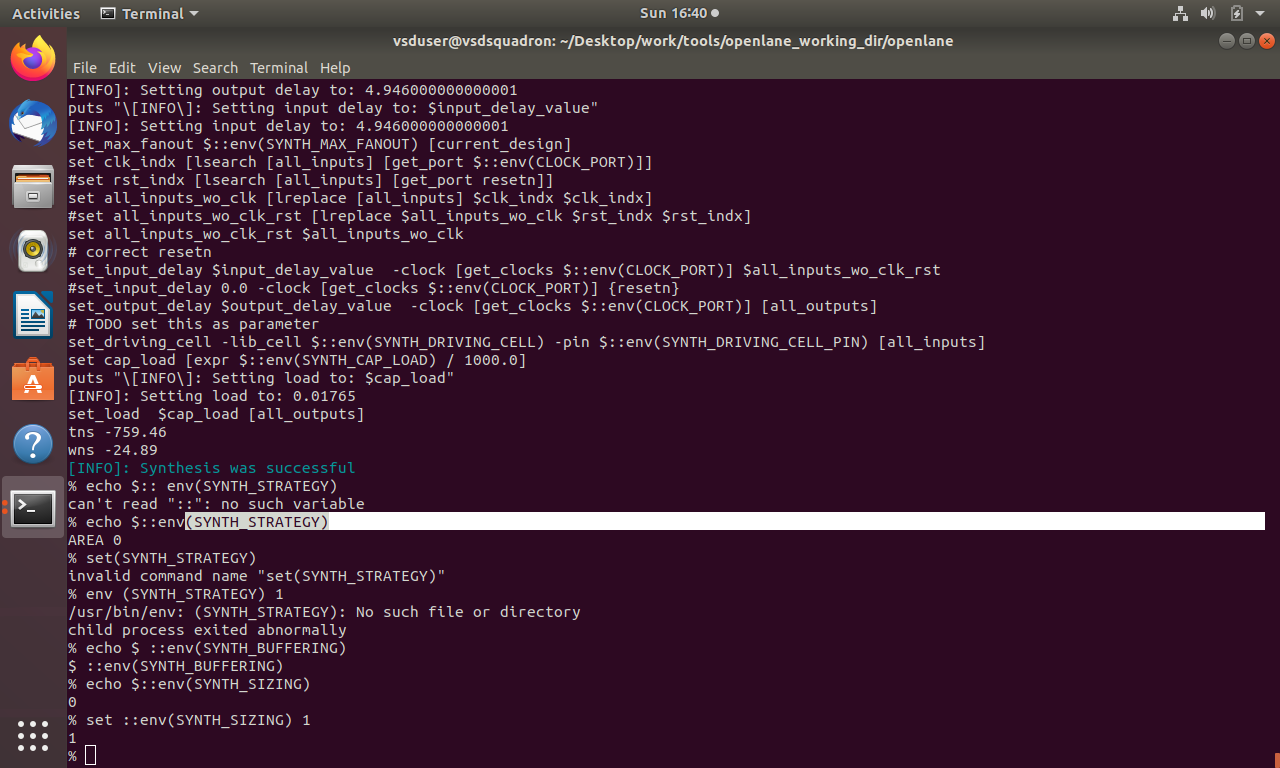 Activities Terminal Sun 16:40
vsduser@vsdsquadron: ~/Desktop/work/tools/openlane_working_dir/openlane
File Edit View Search Terminal Help
[INFO]: Setting output delay to: 4.946000000000001
puts "\[INFO\]: Setting input delay to: $input_delay_value"
[INFO]: Setting input delay to: 4.946000000000001
set_max_fanout $::env(SYNTH_MAX_FANOUT) [current_design]
set clk_indx [lsearch [all_inputs] [get_port $::env(CLOCK_PORT)]]
#set rst_indx [lsearch [all_inputs] [get_port resetn]]
set all_inputs_wo_clk [lreplace [all_inputs] $clk_indx $clk_indx]
#set all_inputs_wo_clk_rst [lreplace $all_inputs_wo_clk $rst_indx $rst_indx]
set all_inputs_wo_clk_rst $all_inputs_wo_clk
# correct resetn
set_input_delay $input_delay_value  -clock [get_clocks $::env(CLOCK_PORT)] $all_inputs_wo_clk_rst
#set_input_delay 0.0 -clock [get_clocks $::env(CLOCK_PORT)] {resetn}
set_output_delay $output_delay_value  -clock [get_clocks $::env(CLOCK_PORT)] [all_outputs]
# TODO set this as parameter
set_driving_cell -lib_cell $::env(SYNTH_DRIVING_CELL) -pin $::env(SYNTH_DRIVING_CELL_PIN) [all_inputs]
set cap_load [expr $::env(SYNTH_CAP_LOAD) / 1000.0]
puts "\[INFO\]: Setting load to: $cap_load"
[INFO]: Setting load to: 0.01765
set_load  $cap_load [all_outputs]
tns -759.46
wns -24.89
[INFO]: Synthesis was successful
% echo $:: env(SYNTH_STRATEGY)
can't read "::": no such variable
% echo $::env(SYNTH_STRATEGY)
AREA 0
% set(SYNTH_STRATEGY)
invalid command name "set(SYNTH_STRATEGY)"
% env (SYNTH_STRATEGY) 1
/usr/bin/env: (SYNTH_STRATEGY): No such file or directory
child process exited abnormally
% echo $ ::env(SYNTH_BUFFERING)
$ ::env(SYNTH_BUFFERING)
% echo $::env(SYNTH_SIZING)
0
% set ::env(SYNTH_SIZING) 1
1
%